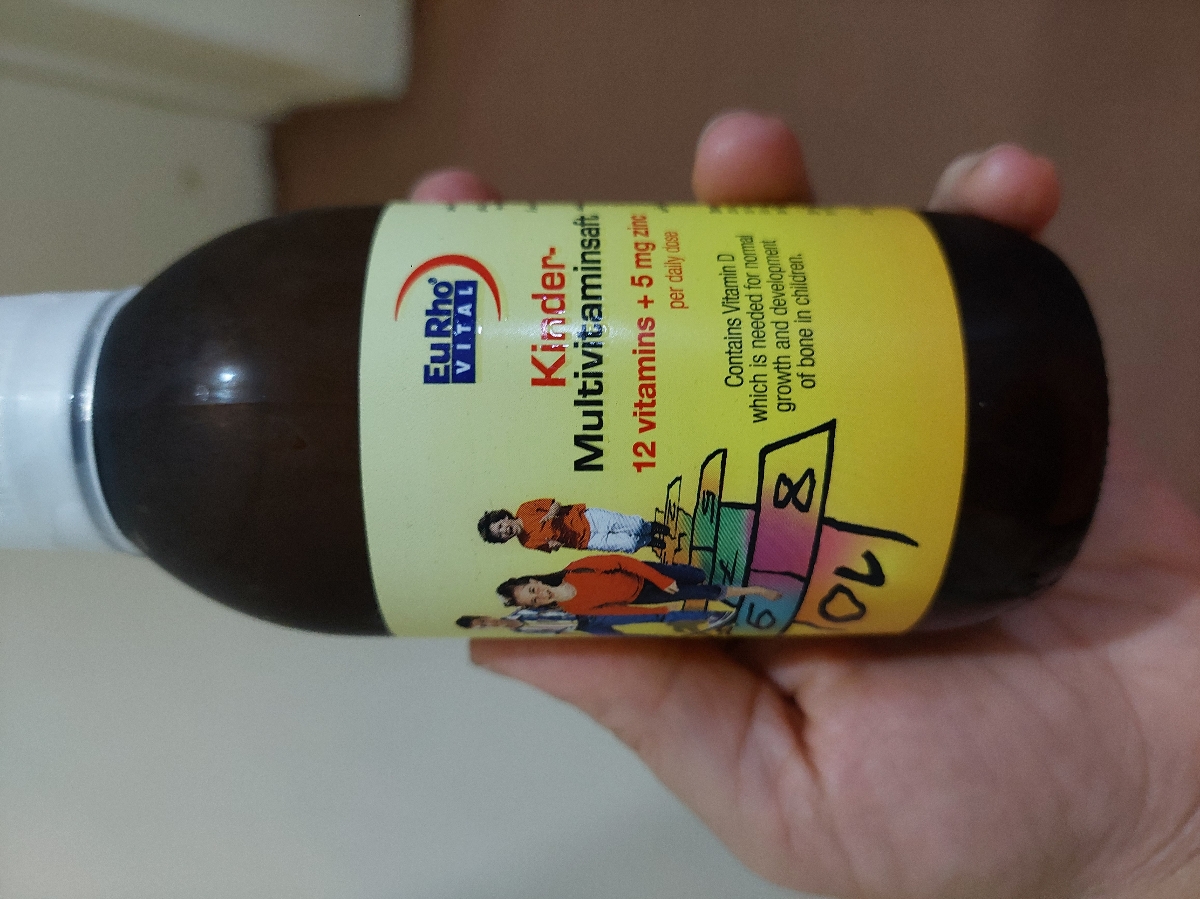 EuRho®
VITAL
Kinder-
Multivitaminsaft
12 vitamins + 5 mg zinc
per daily dose
Contains Vitamin D
which is needed for normal
growth and development
of bone in children.
8
5